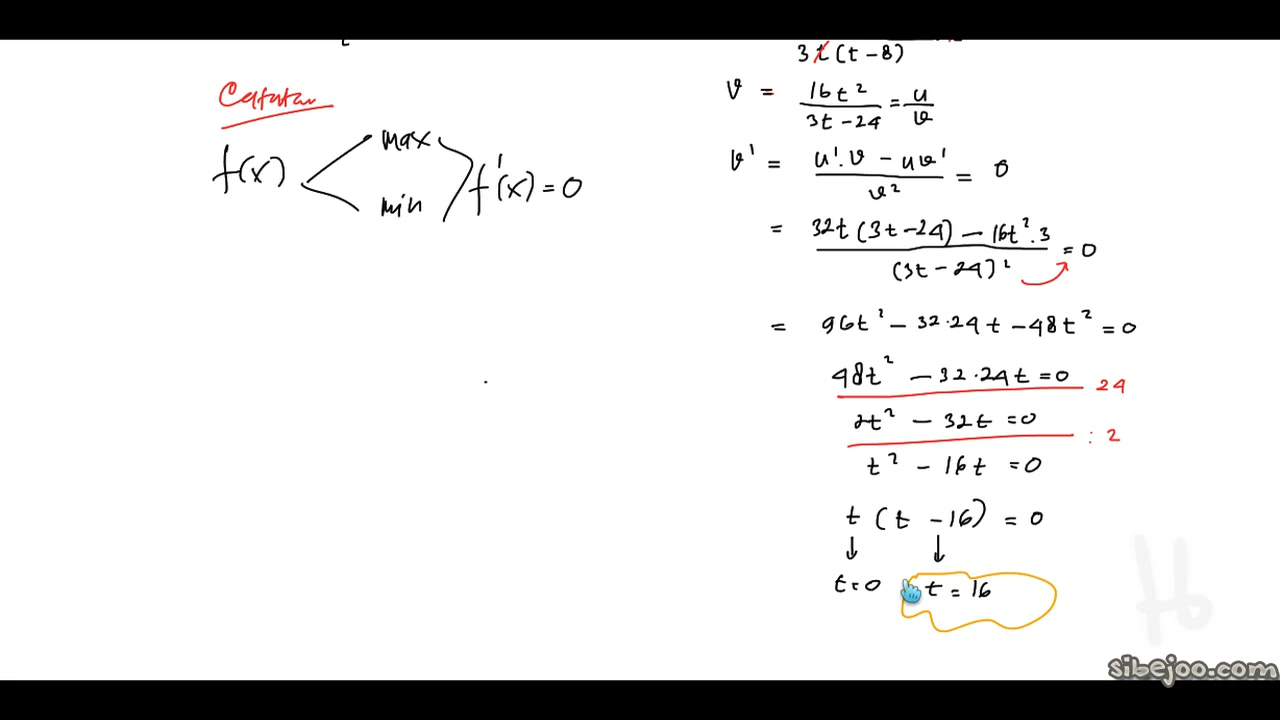 Catatan
f(x) max min f'(x) = 0
3t(t-8)
v = 16t²/3t-24 = u/v
v' = u'.v - uv'/v² = 0
= 32t(3t-24) - 16t².3/(3t-24)² = 0
= 96t² - 32.24t - 48t² = 0
48t² - 32.24t = 0 24
2t² - 32t = 0 : 2
t² - 16t = 0
t (t - 16) = 0
t = 0 t = 16
sibejoo.com